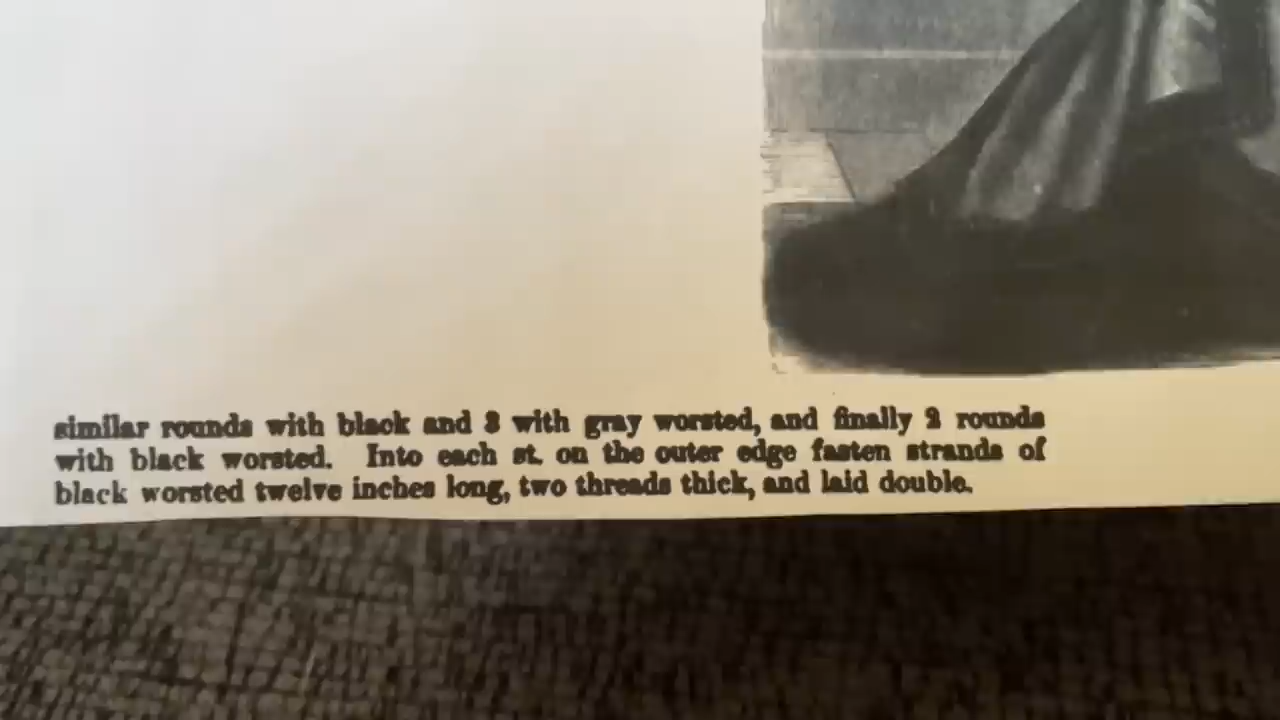 similar rounds with black and 3 with gray worsted, and finally 2 rounds
with black worsted. Into each st. on the outer edge fasten strands of
black worsted twelve inches long, two threads thick, and laid double.